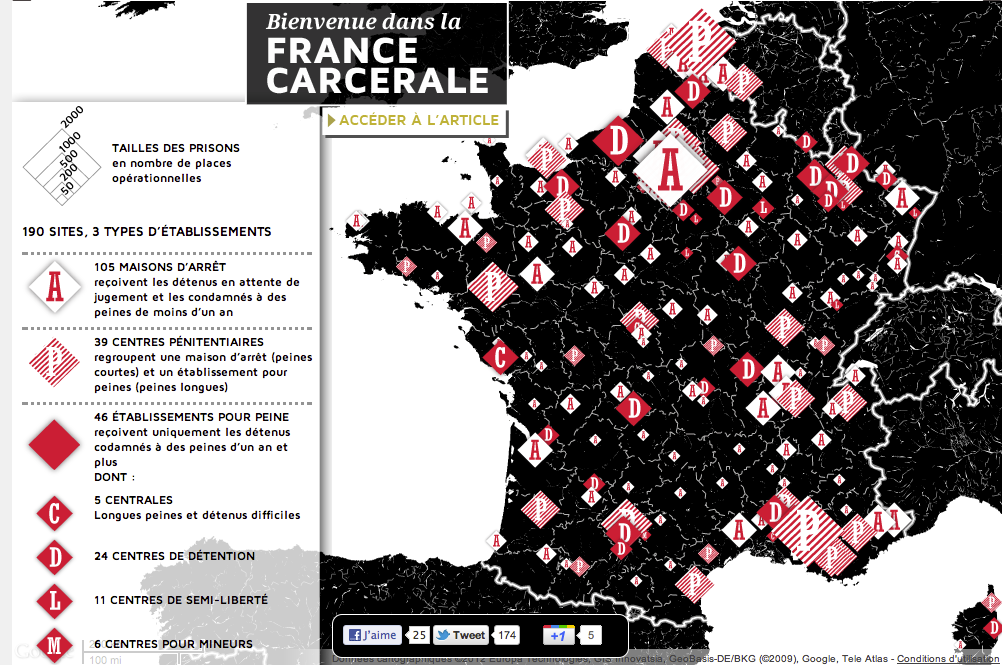 Bienvenue dans la
FRANCE
CARCERALE
ACCÉDER À L'ARTICLE
2000
1000
500
50
TAILLES DES PRISONS
en nombre de places
opérationnelles
190 SITES, 3 TYPES D'ÉTABLISSEMENTS
A
105 MAISONS D'ARRÊT
reçoivent les détenus en attente de
jugement et les condamnés à des
peines de moins d'un an
P
39 CENTRES PÉNITENTIAIRES
regroupent une maison d'arrêt (peines
courtes) et un établissement pour
peines (peines longues)
46 ÉTABLISSEMENTS POUR PEINE
reçoivent uniquement les détenus
codamnés à des peines d'un an et
plus
DONT :
C
5 CENTRALES
Longues peines et détenus difficiles
D
24 CENTRES DE DÉTENTION
L
11 CENTRES DE SEMI-LIBERTÉ
M
6 CENTRES POUR MINEURS
100 mi
J'aime 25 Tweet 174 +1 5
Données cartographiques ©2012 Europa Technologies, GIS Innovatsia, GeoBasis-DE/BKG (©2009), Google, Tele Atlas - Conditions d'utilisation